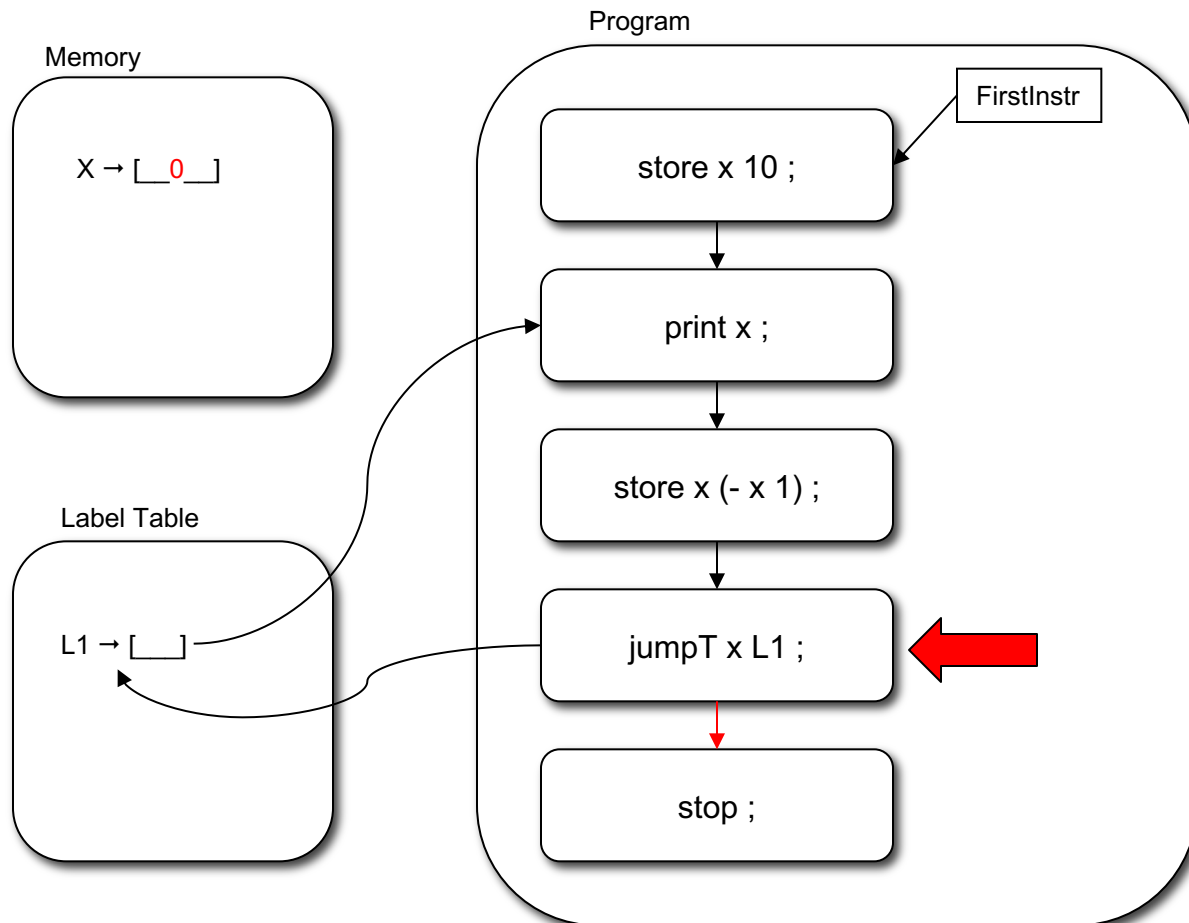 Program
Memory
FirstInstr
X → [__0__]
store x 10 ;
print x ;
store x (- x 1) ;
Label Table
L1 → [___]
jumpT x L1 ;
stop ;